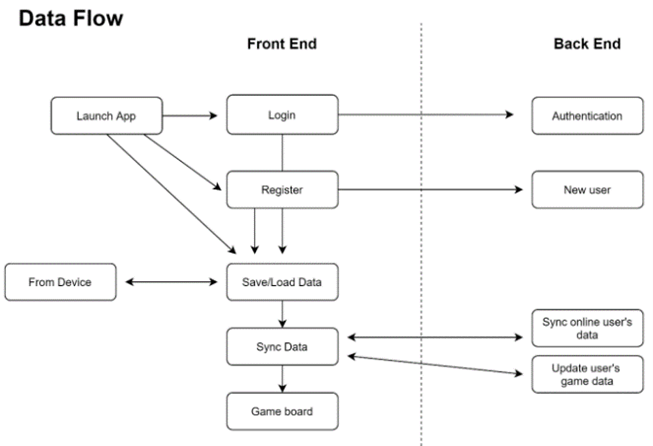 Data Flow
Front End
Back End
Launch App
Login
Authentication
Register
New user
From Device
Save/Load Data
Sync Data
Sync online user's
data
Update user's
game data
Game board